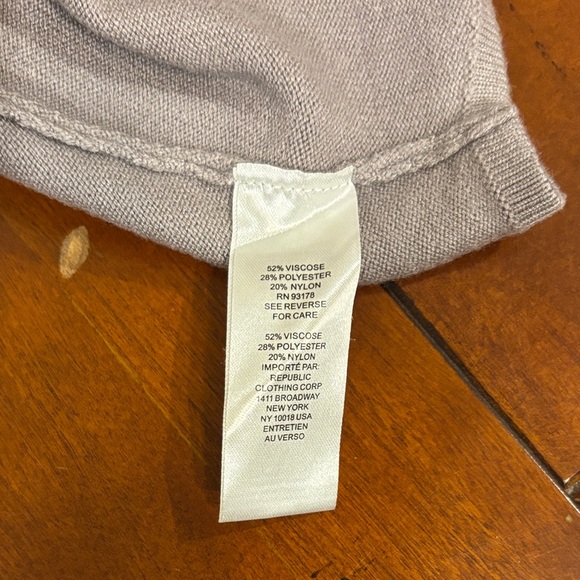 52% VISCOSE
28% POLYESTER
20% NYLON
RN 93178
SEE REVERSE
FOR CARE
52% VISCOSE
28% POLYESTER
20% NYLON
IMPORTÉ PAR:
REPUBLIC
CLOTHING CORP
1411 BROADWAY
NEW YORK
NY 10018 USA
ENTRETIEN
AU VERSO